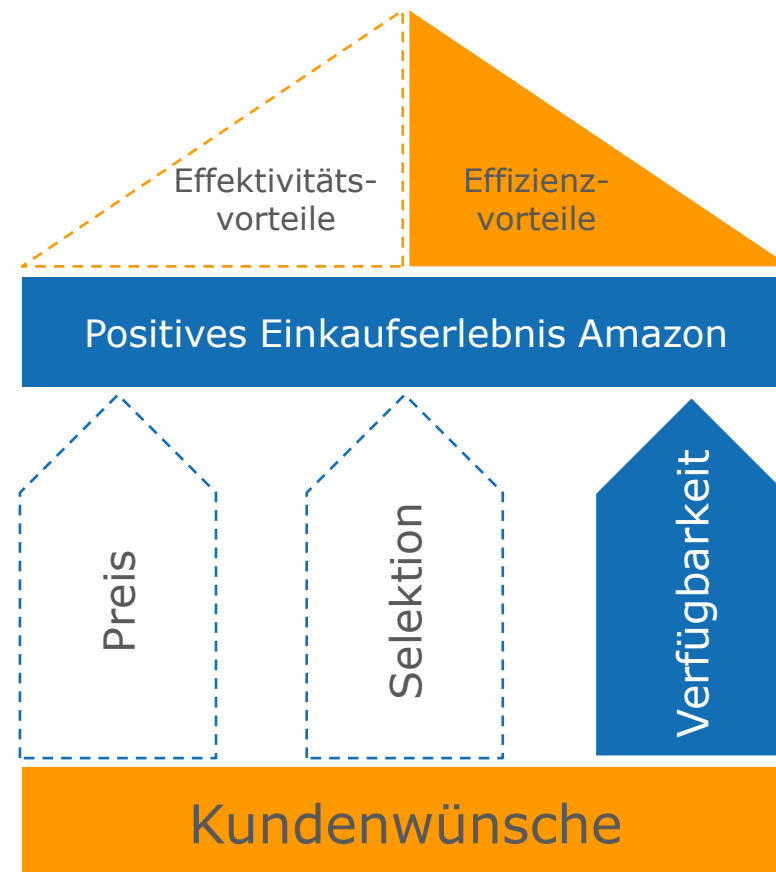 Effektivitäts-
vorteile
Effizienz-
vorteile
Positives Einkaufserlebnis Amazon
Preis
Selektion
Verfügbarkeit
Kundenwünsche